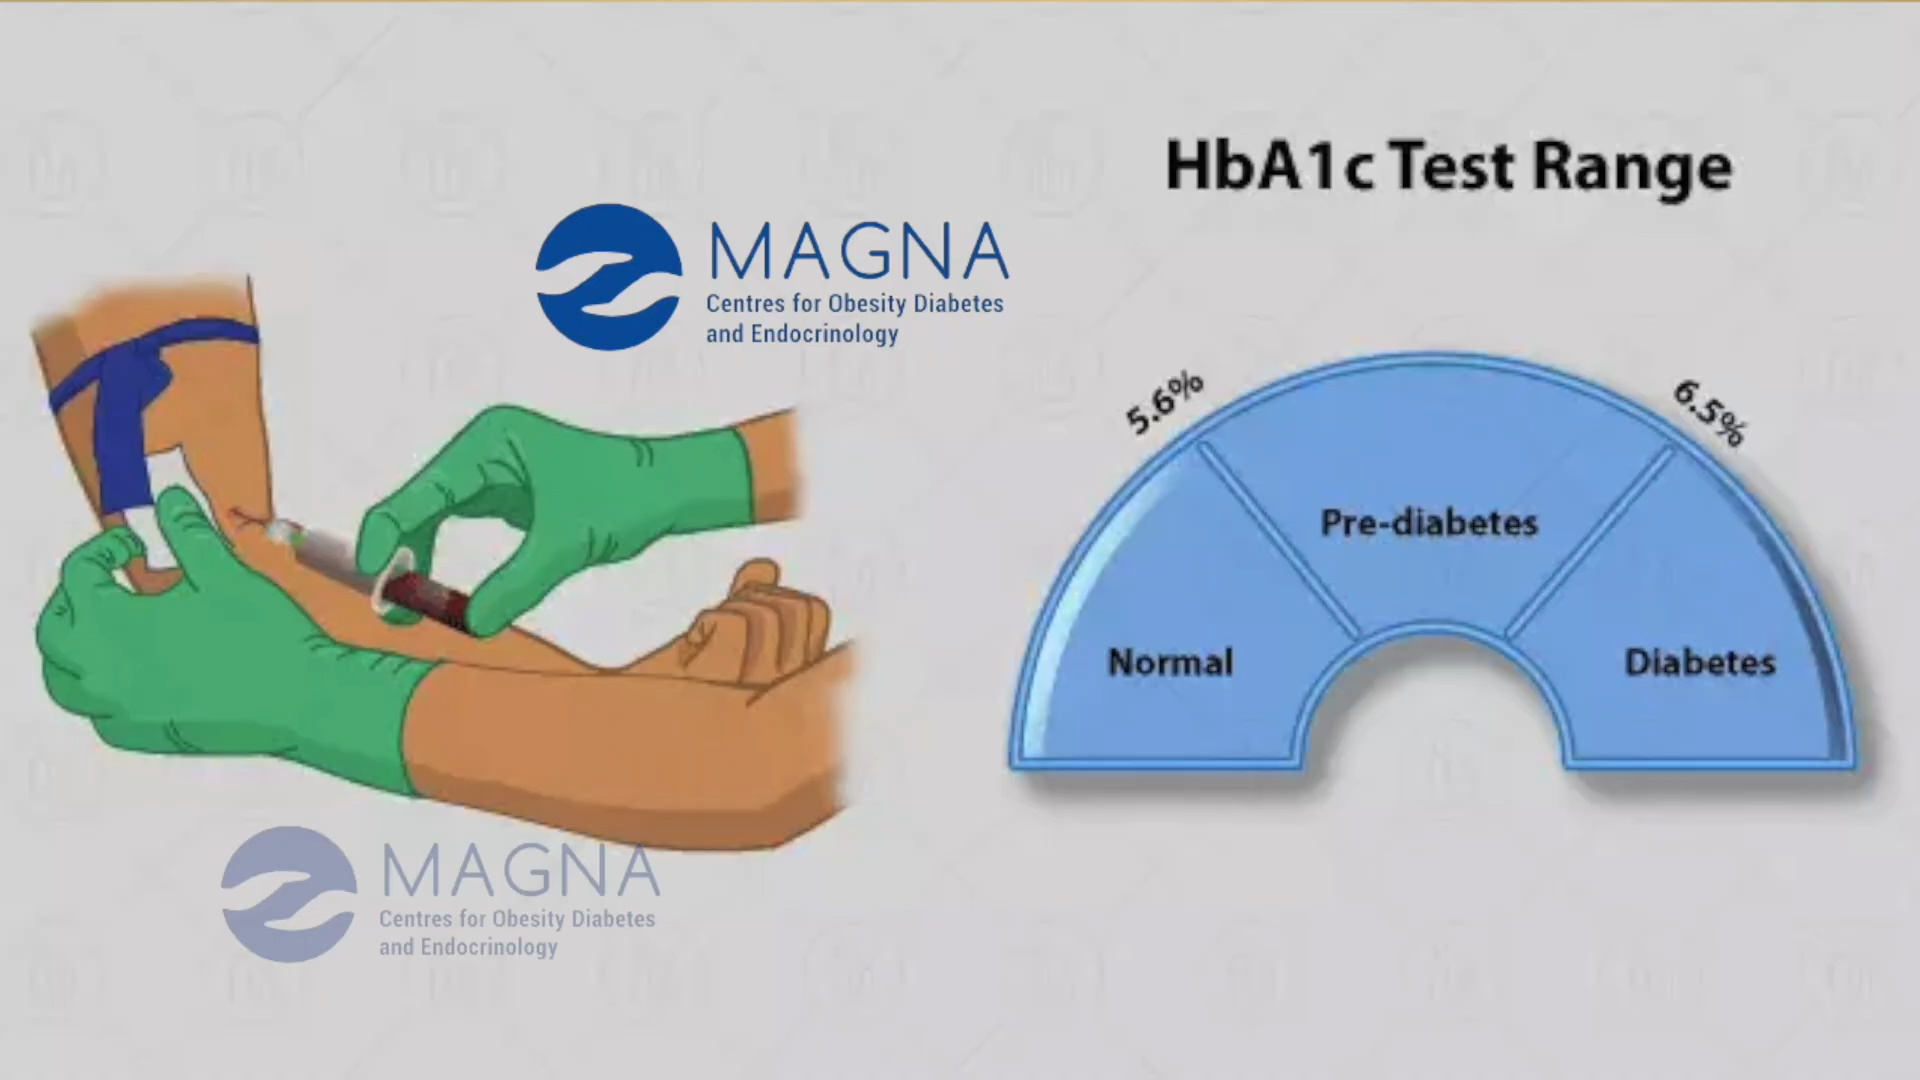 HbA1c Test Range
MAGNA
Centres for Obesity Diabetes
and Endocrinology
5.6%
6.5%
Pre-diabetes
Normal
Diabetes
MAGNA
Centres for Obesity Diabetes
and Endocrinology